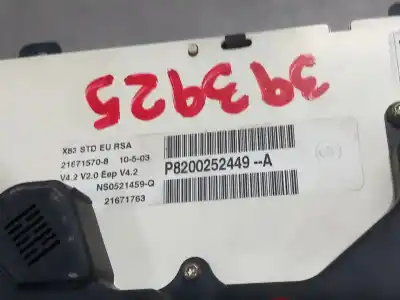 393925
X83 STD EU RSA
21671570-8 10-5-03
V4.2 V2.0 Eep V4.2
NS0521459-Q
21671763
P8200252449--A